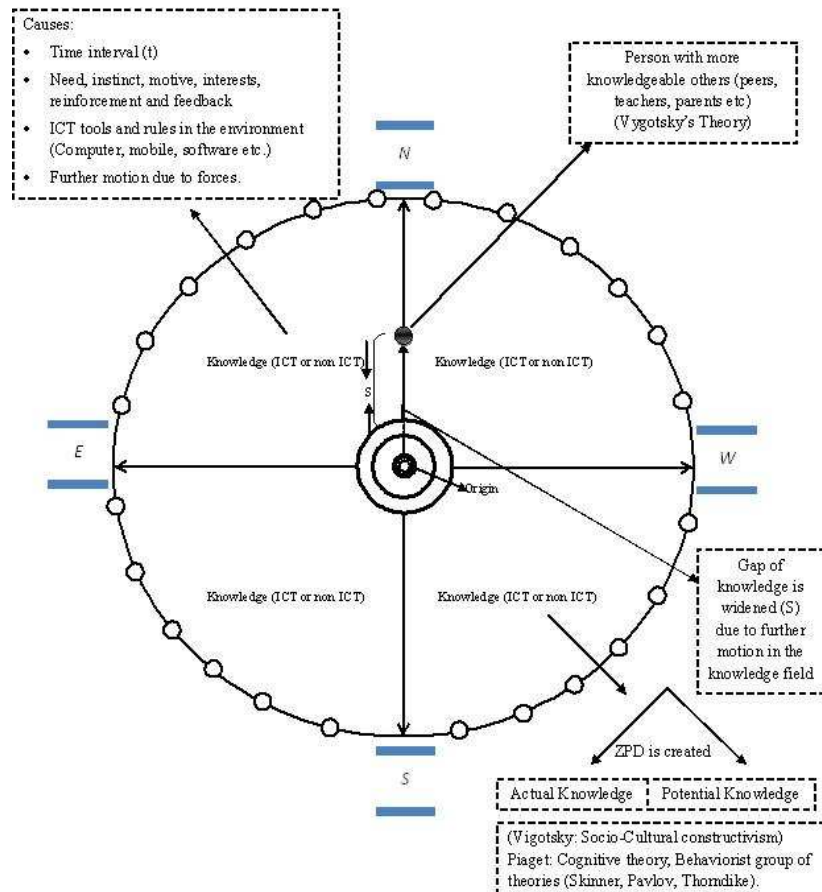 Causes:
• Time interval (t)
• Need, instinct, motive, interests,
reinforcement and feedback
• ICT tools and rules in the environment
(Computer, mobile, software etc.)
• Further motion due to forces.
Person with more
knowledgeable others (peers,
teachers, parents etc)
(Vygotsky's Theory)
N
Knowledge (ICT or non ICT)
Knowledge (ICT or non ICT)
S
E
W
Origin
Knowledge (ICT or non ICT)
Knowledge (ICT or non ICT)
Gap of
knowledge is
widened (S)
due to further
motion in the
knowledge field
S
ZPD is created
Actual Knowledge
Potential Knowledge
(Vigotsky: Socio-Cultural constructivism)
Piaget: Cognitive theory, Behaviorist group of
theories (Skinner, Pavlov, Thorndike).